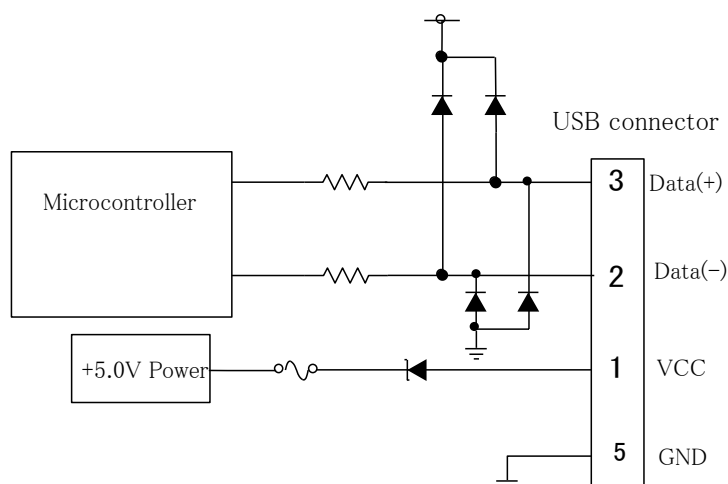 USB connector
Microcontroller
3 Data(+)
2 Data(−)
+5.0V Power
1 VCC
5 GND